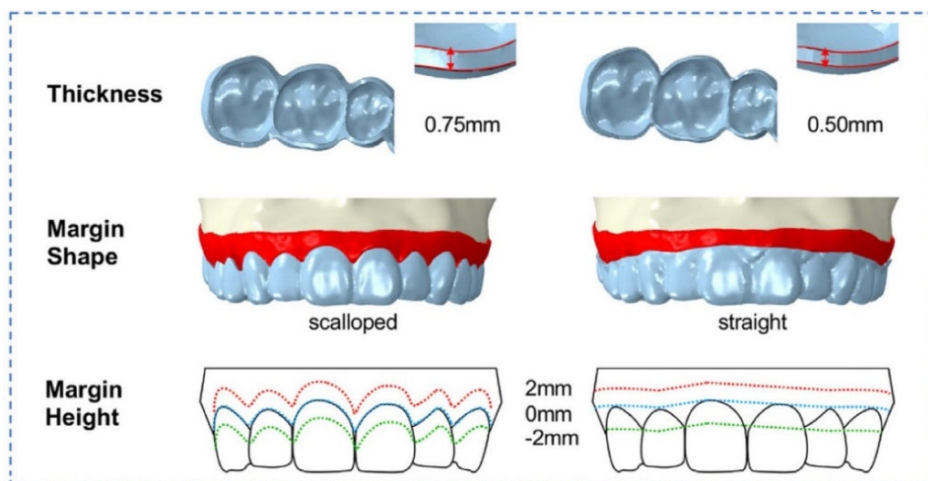 Thickness
0.75mm
0.50mm
Margin
Shape
scalloped
straight
Margin
Height
2mm
0mm
-2mm